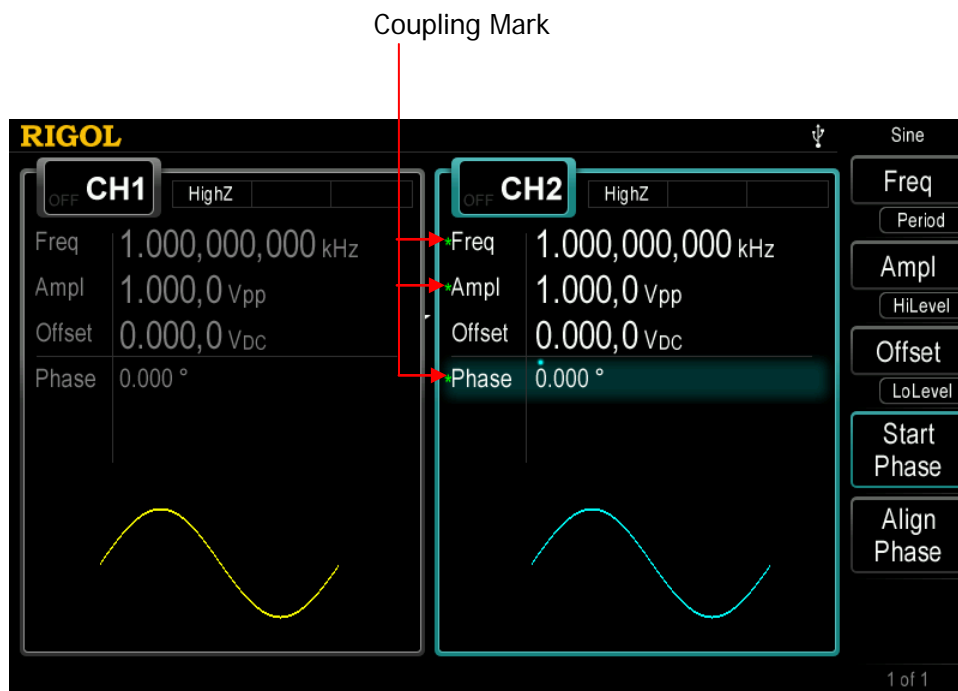 Coupling Mark
RIGOL
Sine
OFF CH1 HighZ
Freq 1.000,000,000 kHz
Ampl 1.000,0 Vpp
Offset 0.000,0 VDC
Phase 0.000 °
OFF CH2 HighZ
*Freq 1.000,000,000 kHz
*Ampl 1.000,0 Vpp
Offset 0.000,0 VDC
*Phase 0.000 °
Freq
Period
Ampl
HiLevel
Offset
LoLevel
Start
Phase
Align
Phase
1 of 1